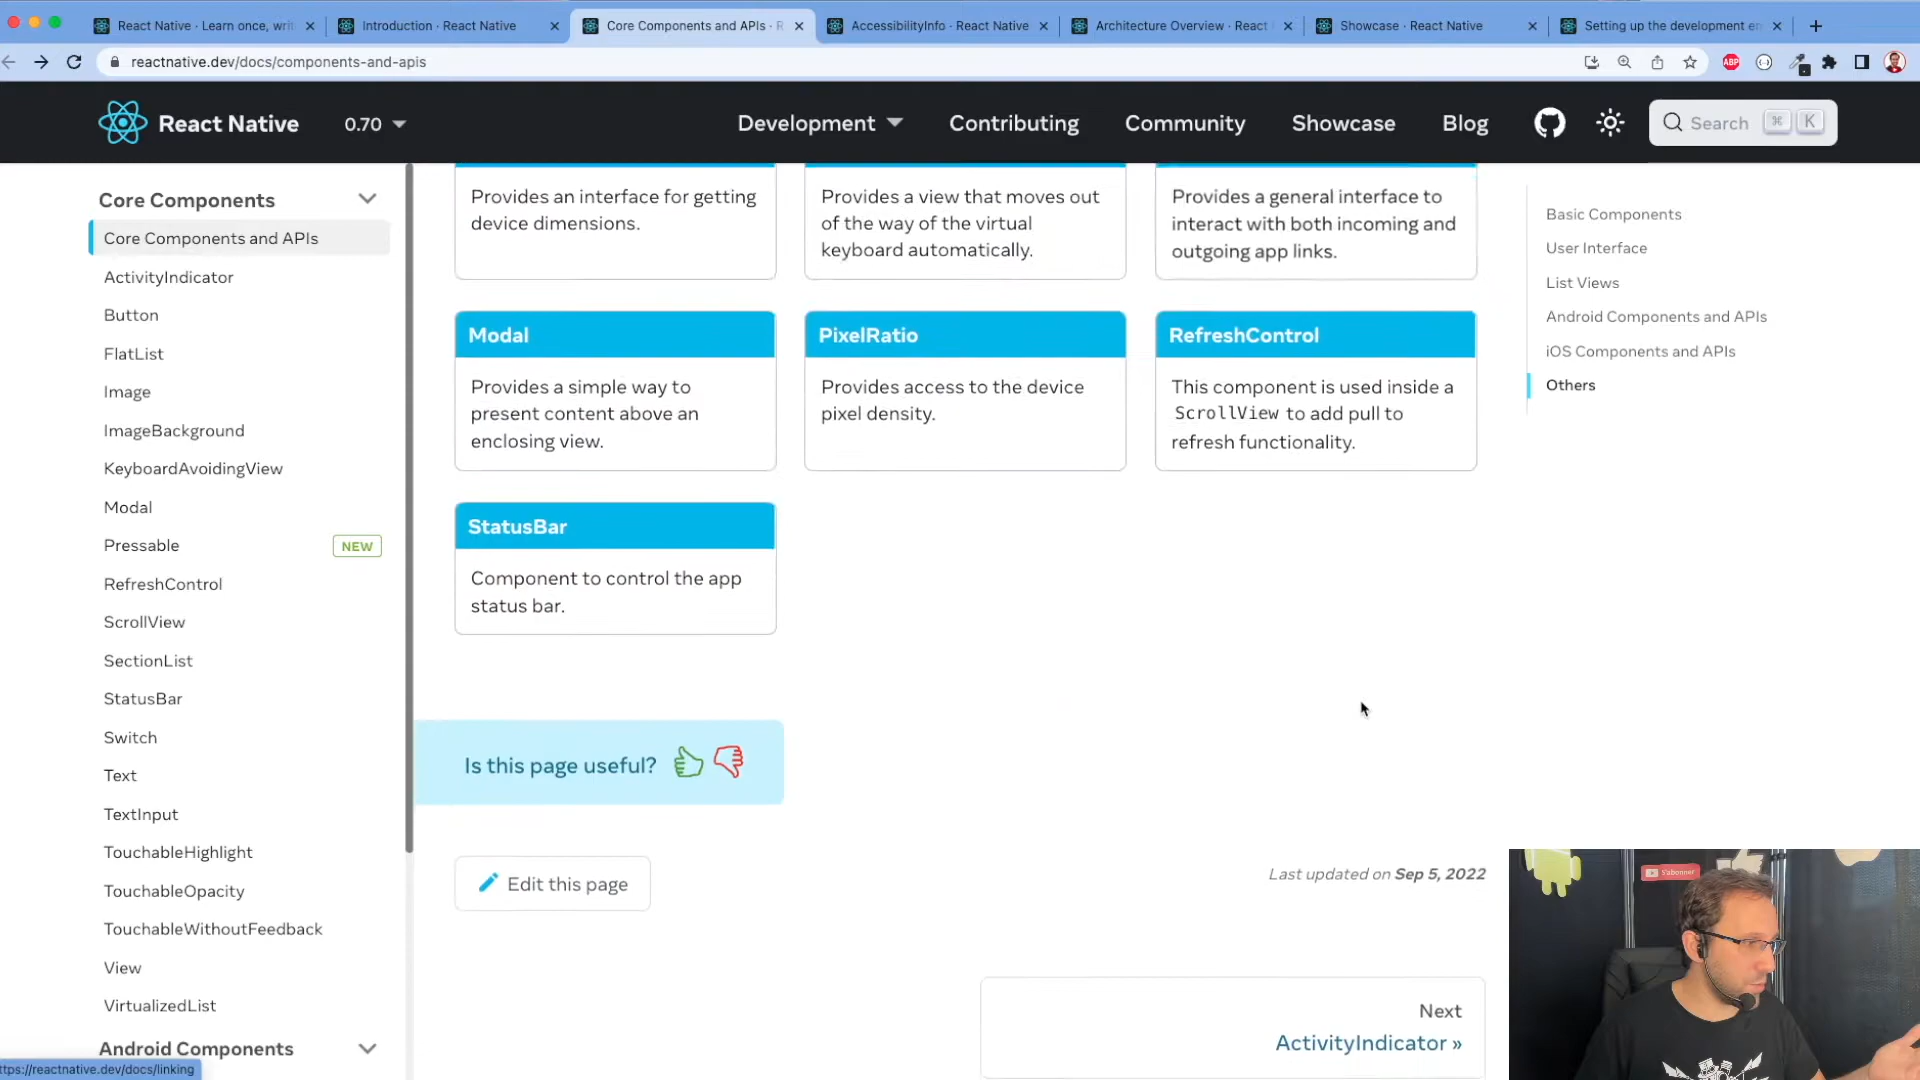 React Native · Learn once, writ
Introduction · React Native
Core Components and APIs · R
AccessibilityInfo · React Native
Architecture Overview · React
Showcase · React Native
Setting up the development en
reactnative.dev/docs/components-and-apis
ABP
React Native
0.70
Development
Contributing
Community
Showcase
Blog
Search
⌘ K
Core Components
Core Components and APIs
ActivityIndicator
Button
FlatList
Image
ImageBackground
KeyboardAvoidingView
Modal
Pressable
NEW
RefreshControl
ScrollView
SectionList
StatusBar
Switch
Text
TextInput
TouchableHighlight
TouchableOpacity
TouchableWithoutFeedback
View
VirtualizedList
Android Components
ttps://reactnative.dev/docs/linking
Provides an interface for getting
device dimensions.
Provides a view that moves out
of the way of the virtual
keyboard automatically.
Provides a general interface to
interact with both incoming and
outgoing app links.
Modal
Provides a simple way to
present content above an
enclosing view.
PixelRatio
Provides access to the device
pixel density.
RefreshControl
This component is used inside a
ScrollView to add pull to
refresh functionality.
StatusBar
Component to control the app
status bar.
Is this page useful?
Edit this page
Last updated on Sep 5, 2022
Next
ActivityIndicator »
Basic Components
User Interface
List Views
Android Components and APIs
iOS Components and APIs
Others
S'abonner